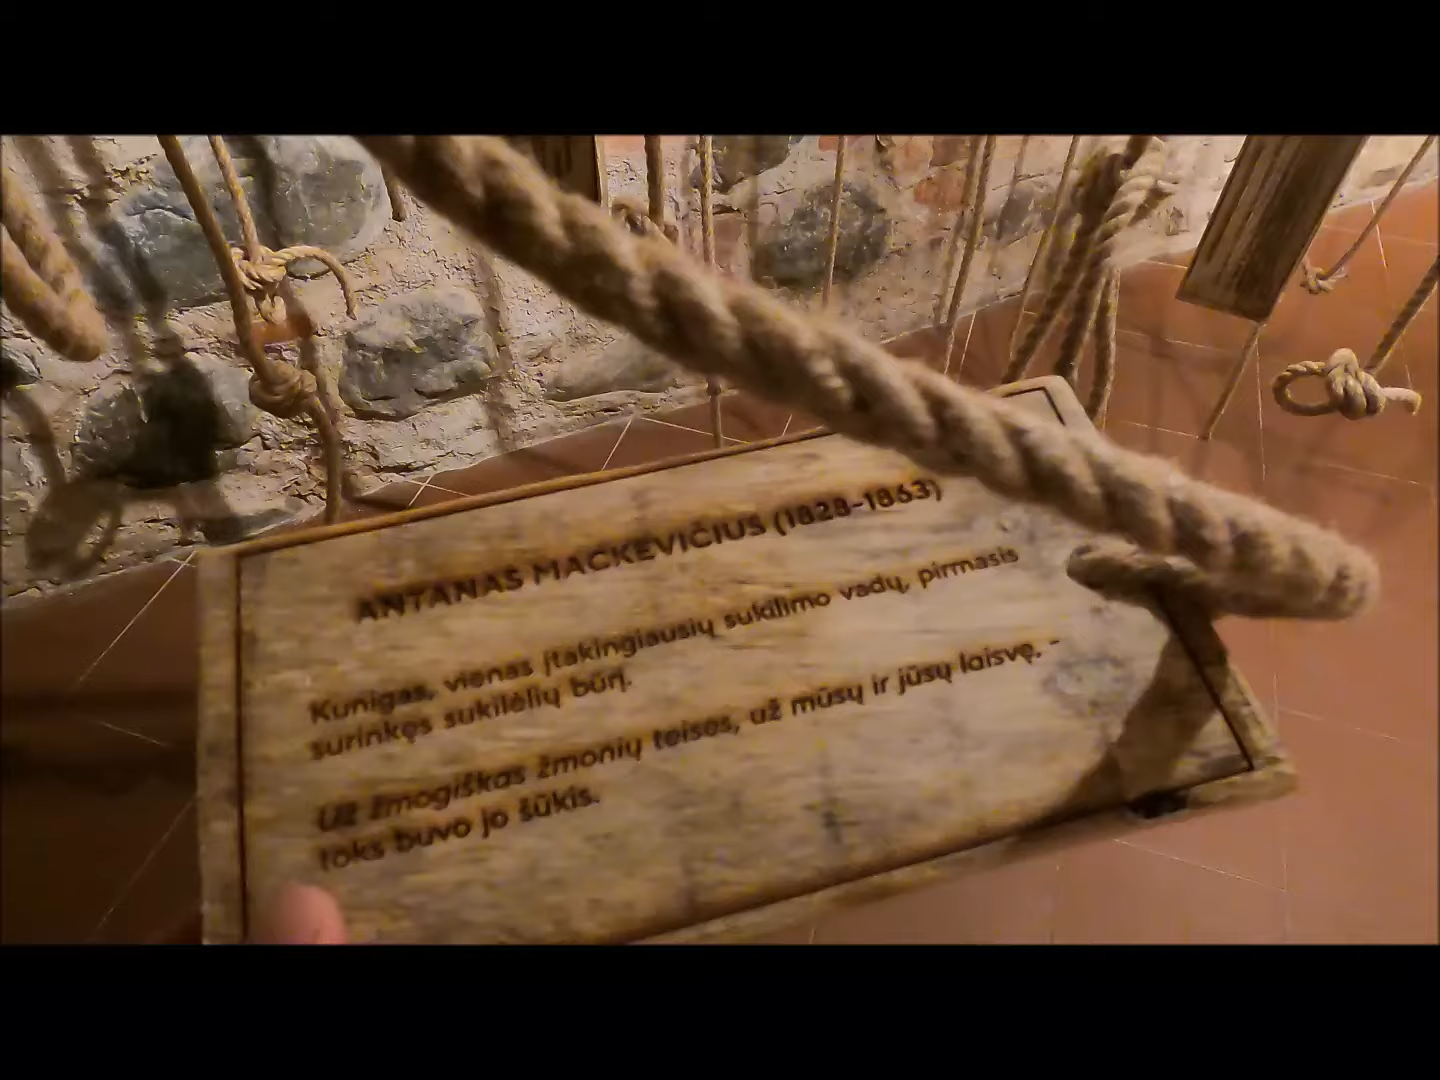 ANTANAS MACKEVIČIUS (1828-1863)
Kunigas, vienas įtakingiausių sukilimo vadų, pirmasis
surinkęs sukilėlių būrį.
Už žmogiškas žmonių teises, už mūsų ir jūsų laisvę, -
toks buvo jo šūkis.